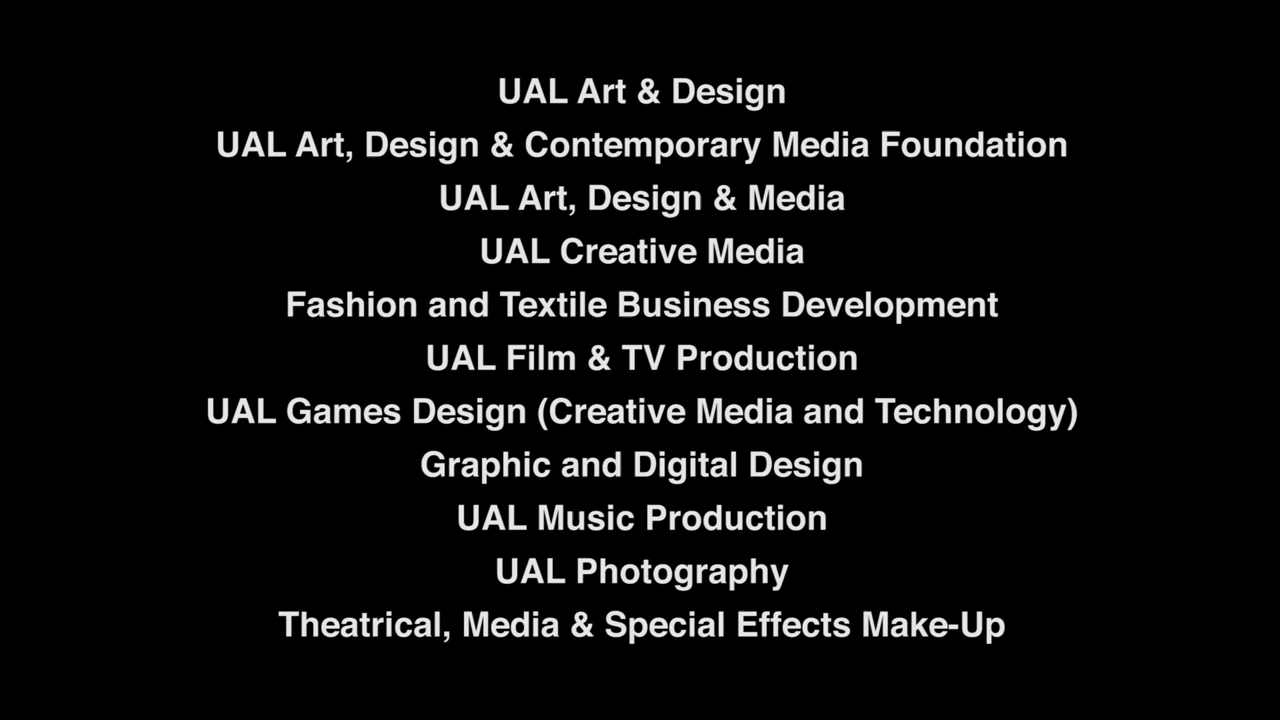 UAL Art & Design
UAL Art, Design & Contemporary Media Foundation
UAL Art, Design & Media
UAL Creative Media
Fashion and Textile Business Development
UAL Film & TV Production
UAL Games Design (Creative Media and Technology)
Graphic and Digital Design
UAL Music Production
UAL Photography
Theatrical, Media & Special Effects Make-Up